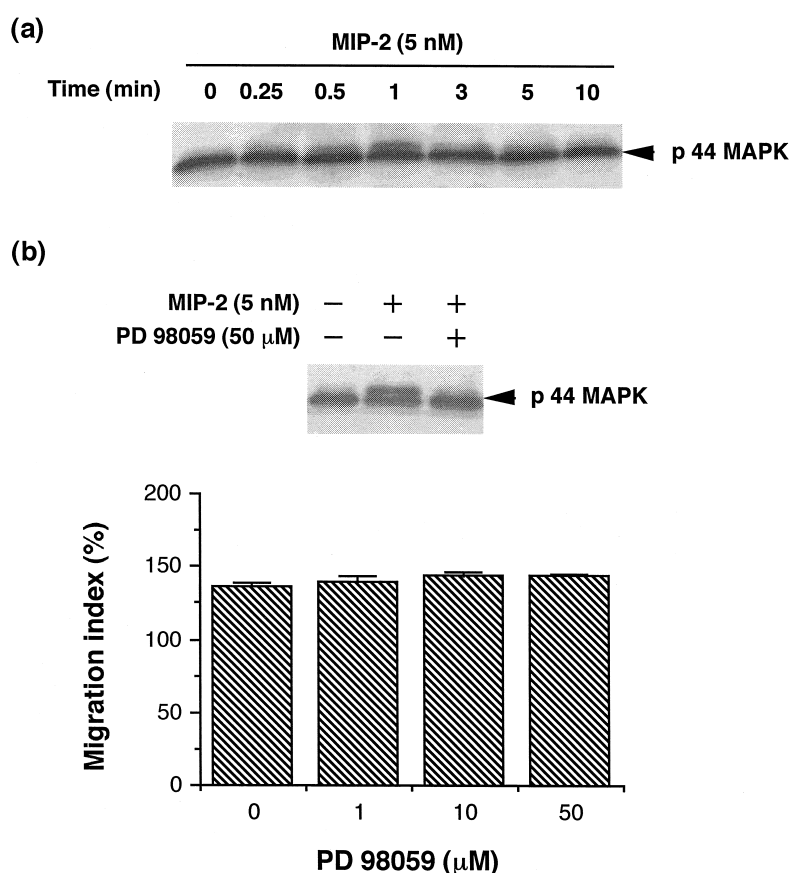 (a)
MIP-2 (5 nM)
Time (min) 0 0.25 0.5 1 3 5 10
p 44 MAPK
(b)
MIP-2 (5 nM) − + +
PD 98059 (50 μM) − − +
p 44 MAPK
200
150
100
50
0
Migration index (%)
0 1 10 50
PD 98059 (μM)